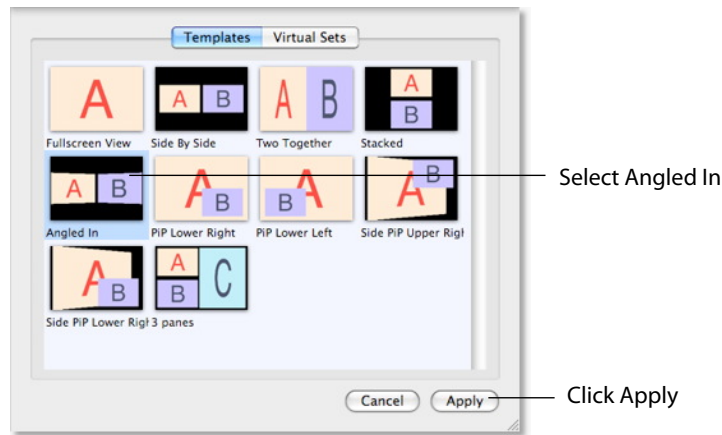 Templates Virtual Sets
A
A B
A B
A
B
Fullscreen View Side By Side Two Together Stacked
A B
A
B
A
B
A
B
Select Angled In
Angled In PiP Lower Right PiP Lower Left Side PiP Upper Righ
A
B
A
B
C
Side PiP Lower Righ 3 panes
Cancel Apply Click Apply